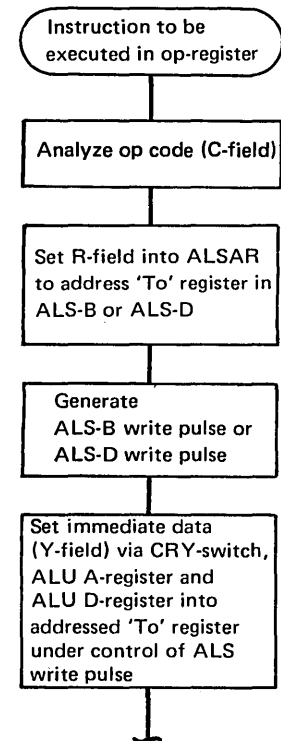 Instruction to be
executed in op-register
Analyze op code (C-field)
Set R-field into ALSAR
to address 'To' register in
ALS-B or ALS-D
Generate
ALS-B write pulse or
ALS-D write pulse
Set immediate data
(Y-field) via CRY-switch,
ALU A-register and
ALU D-register into
addressed 'To' register
under control of ALS
write pulse